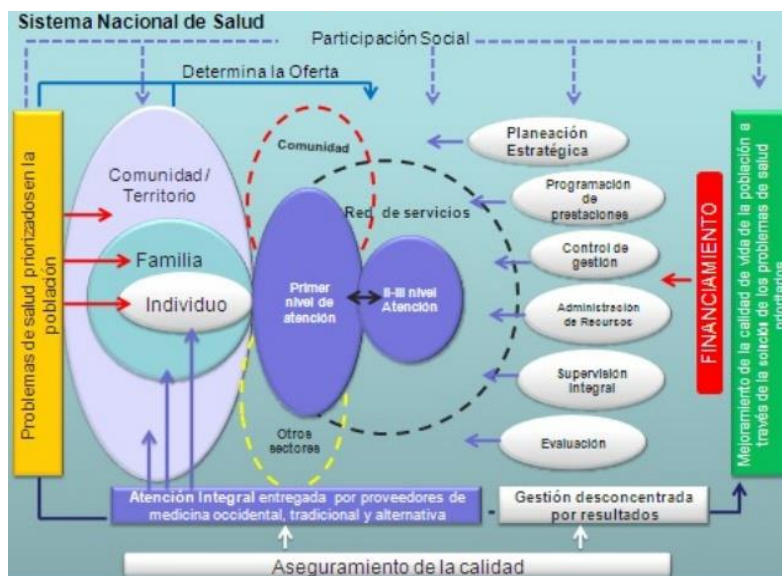 Sistema Nacional de Salud
Participación Social
Determina la Oferta
Problemas de salud priorizados en la
población
Comunidad /
Territorio
Familia
Individuo
Comunidad
Red de servicios
Primer
nivel de
atención
II-III nivel
Atención
Otros
sectores
Planeación
Estratégica
Programación
de
prestaciones
Control de
gestión
Administración
de Recursos
Supervisión
Integral
Evaluación
FINANCIAMIENTO
Mejoramiento de la calidad de vida de la población a
través de la solución de los problemas de salud
priorizados
Atención Integral entregada por proveedores de
medicina occidental, tradicional y alternativa
Gestión desconcentrada
por resultados
Aseguramiento de la calidad